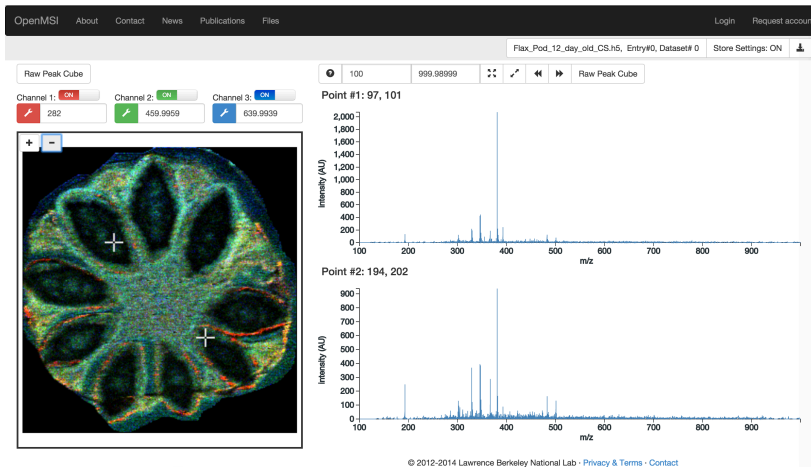 OpenMSI About Contact News Publications Files Login Request accoun
Flax_Pod_12_day_old_CS.h5, Entry#0, Dataset# 0 Store Settings: ON
Raw Peak Cube
Channel 1: ON Channel 2: ON Channel 3: ON
282 459.9959 639.9939
+ −
100 999.98999 Raw Peak Cube
Point #1: 97, 101
Intensity (AU)
2,000
1,800
1,600
1,400
1,200
1,000
800
600
400
200
0
100 200 300 400 500 600 700 800 900
m/z
Point #2: 194, 202
Intensity (AU)
900
800
700
600
500
400
300
200
100
0
100 200 300 400 500 600 700 800 900
m/z
© 2012-2014 Lawrence Berkeley National Lab · Privacy & Terms · Contact